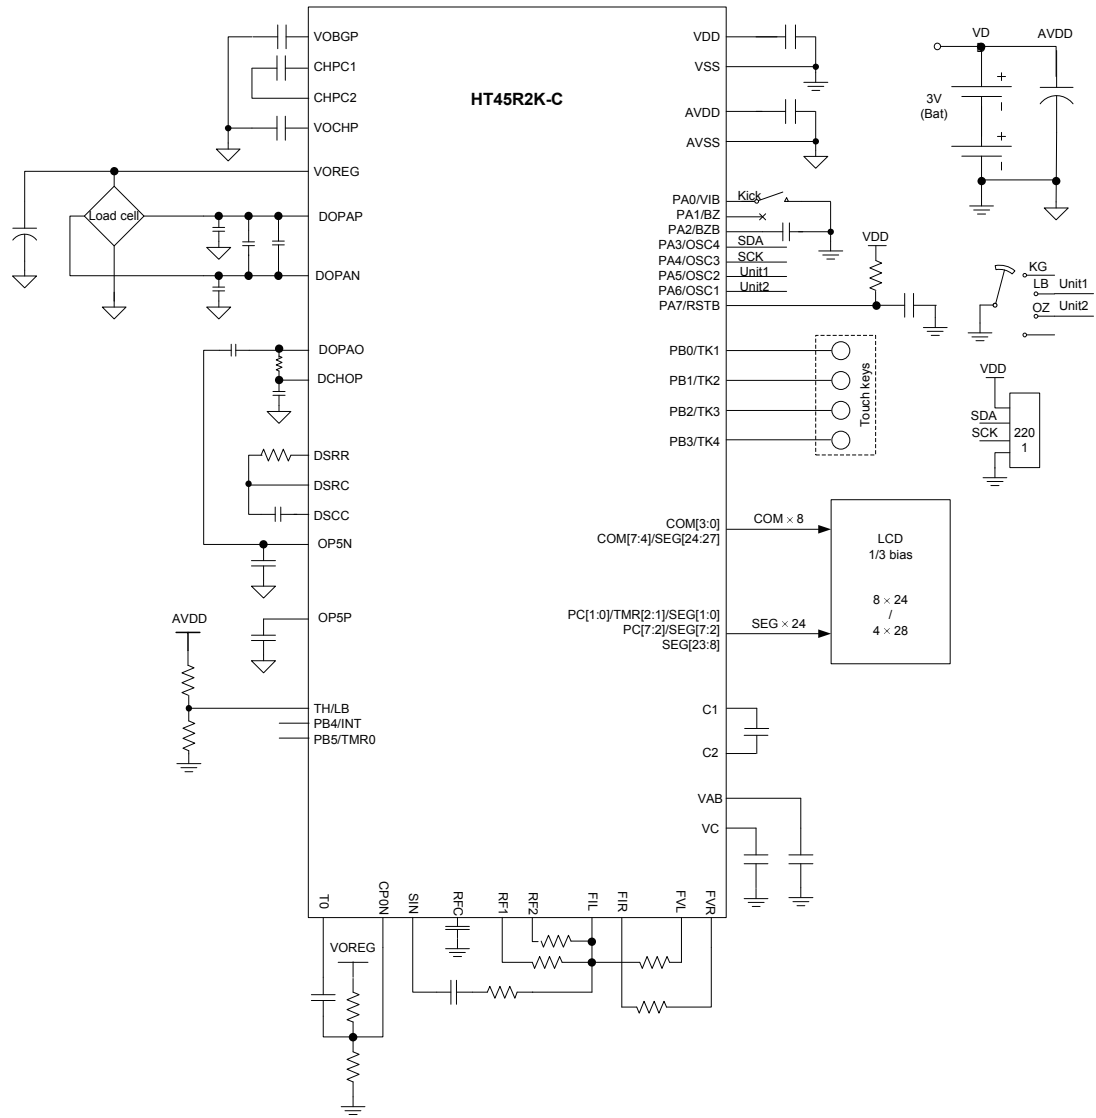 HT45R2K-C
VOBGP
CHPC1
CHPC2
VOCHP
VOREG
Load cell
DOPAP
DOPAN
DOPAO
DCHOP
DSRR
DSRC
DSCC
OP5N
OP5P
AVDD
TH/LB
PB4/INT
PB5/TMR0
VDD
VSS
AVDD
AVSS
PA0/VIB
Kick
PA1/BZ
PA2/BZB
PA3/OSC4
SDA
PA4/OSC3
SCK
PA5/OSC2
Unit1
PA6/OSC1
Unit2
PA7/RSTB
VDD
PB0/TK1
PB1/TK2
PB2/TK3
PB3/TK4
Touch keys
COM[3:0]
COM[7:4]/SEG[24:27]
COM × 8
PC[1:0]/TMR[2:1]/SEG[1:0]
PC[7:2]/SEG[7:2]
SEG[23:8]
SEG × 24
LCD
1/3 bias
8 × 24
/
4 × 28
C1
C2
VAB
VC
VD
AVDD
3V
(Bat)
+
+
KG
LB
Unit1
OZ
Unit2
VDD
SDA
SCK
220
1
T0
CP0N
SIN
RFC
RF1
RF2
FIL
FIR
FVL
FVR
VOREG